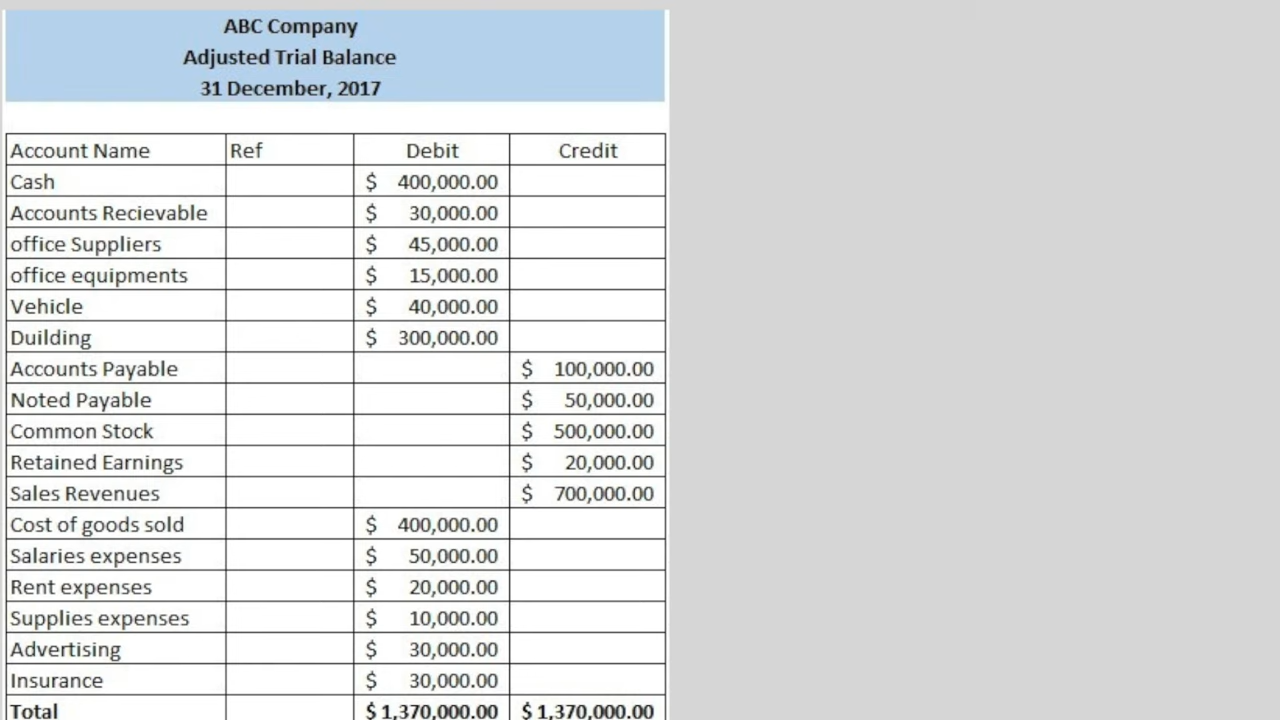 ABC Company
Adjusted Trial Balance
31 December, 2017
Account Name Ref Debit Credit
Cash $ 400,000.00
Accounts Recievable $ 30,000.00
office Suppliers $ 45,000.00
office equipments $ 15,000.00
Vehicle $ 40,000.00
Duilding $ 300,000.00
Accounts Payable $ 100,000.00
Noted Payable $ 50,000.00
Common Stock $ 500,000.00
Retained Earnings $ 20,000.00
Sales Revenues $ 700,000.00
Cost of goods sold $ 400,000.00
Salaries expenses $ 50,000.00
Rent expenses $ 20,000.00
Supplies expenses $ 10,000.00
Advertising $ 30,000.00
Insurance $ 30,000.00
Total $ 1,370,000.00 $ 1,370,000.00